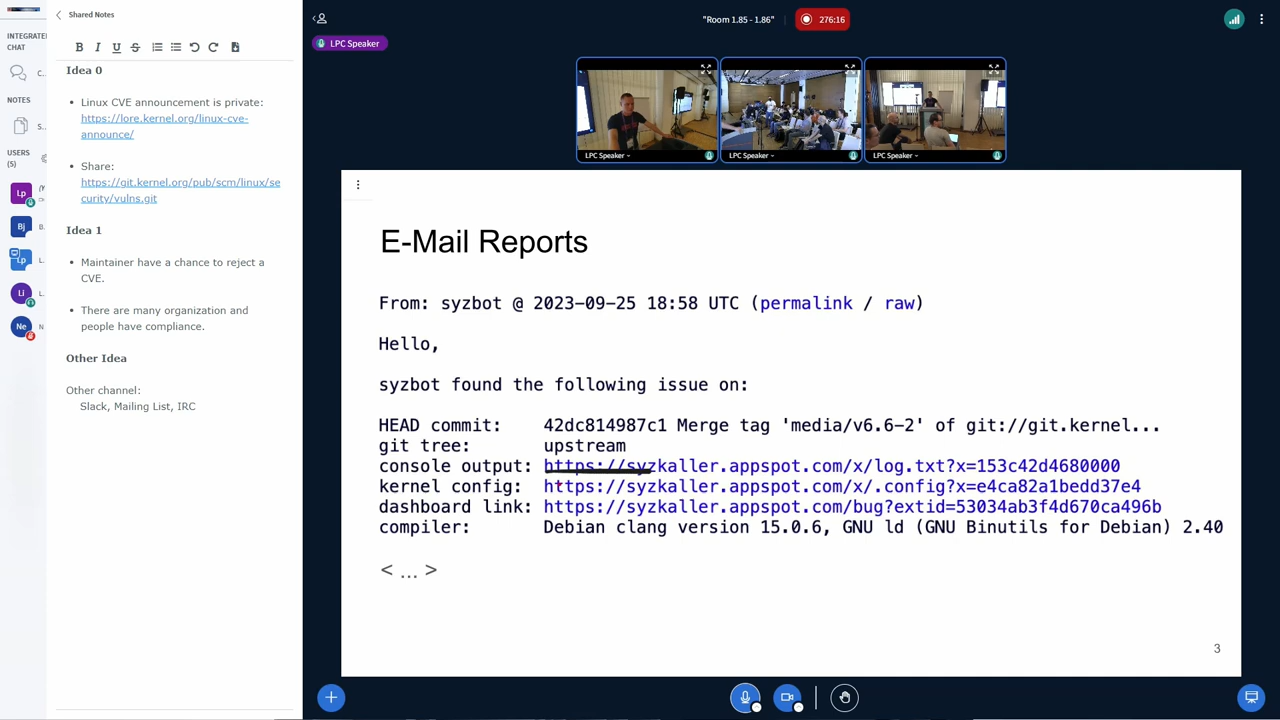 INTEGRATE
CHAT
C..
NOTES
S..
USERS
(5)
Lp
Bj
B.
Lp
L..
Li
L..
Ne
N
Shared Notes
B I U S
Idea 0
Linux CVE announcement is private:
https://lore.kernel.org/linux-cve-
announce/
Share:
https://git.kernel.org/pub/scm/linux/se
curity/vulns.git
Idea 1
Maintainer have a chance to reject a
CVE.
There are many organization and
people have compliance.
Other Idea
Other channel:
Slack, Mailing List, IRC
"Room 1.85 - 1.86"
276:16
LPC Speaker
LPC Speaker
LPC Speaker
LPC Speaker
E-Mail Reports
From: syzbot @ 2023-09-25 18:58 UTC (permalink / raw)
Hello,
syzbot found the following issue on:
HEAD commit: 42dc814987c1 Merge tag 'media/v6.6-2' of git://git.kernel...
git tree: upstream
console output: https://syzkaller.appspot.com/x/log.txt?x=153c42d4680000
kernel config: https://syzkaller.appspot.com/x/.config?x=e4ca82a1bedd37e4
dashboard link: https://syzkaller.appspot.com/bug?extid=53034ab3f4d670ca496b
compiler: Debian clang version 15.0.6, GNU ld (GNU Binutils for Debian) 2.40
< ... >
3